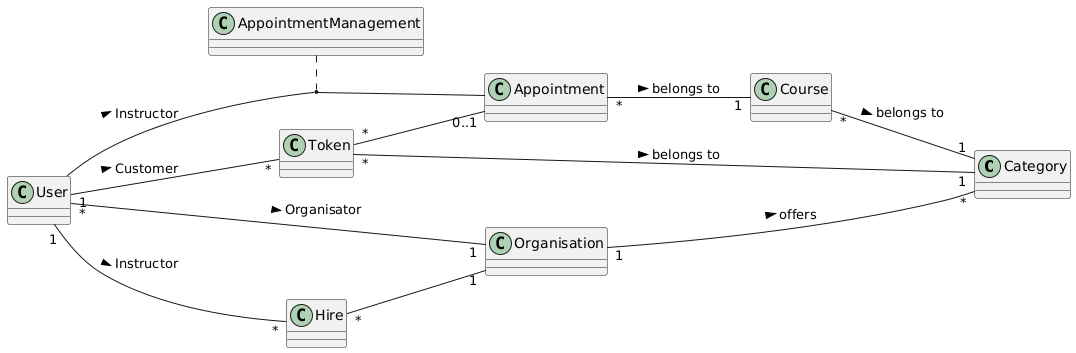 C AppointmentManagement
Instructor
C Appointment
* belongs to 1
C Course
* belongs to 1
0..1
*
C Token
*
* belongs to 1
Customer
*
C Category
C User
1
*
Organisator
1
offers
*
C Organisation
1
1
Instructor
1
*
C Hire
*